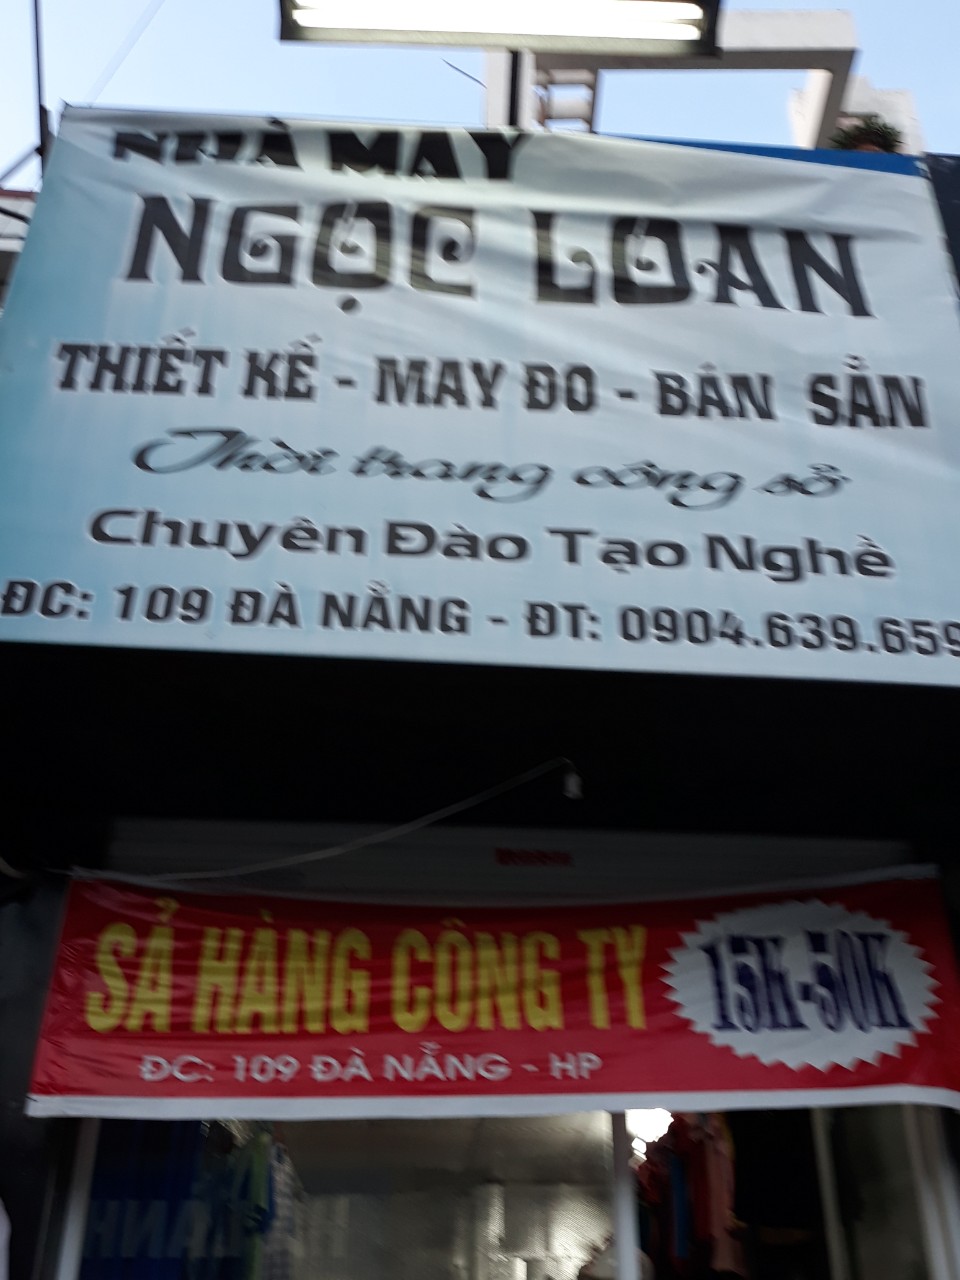 NHÀ MAY
NGỌC LOAN
THIẾT KẾ - MAY ĐO - BÁN SẴN
Thời trang công sở
Chuyên Đào Tạo Nghề
ĐC: 109 ĐÀ NẴNG - ĐT: 0904.639.659
SẢ HÀNG CÔNG TY 15K-50K
ĐC: 109 ĐÀ NẴNG - HP